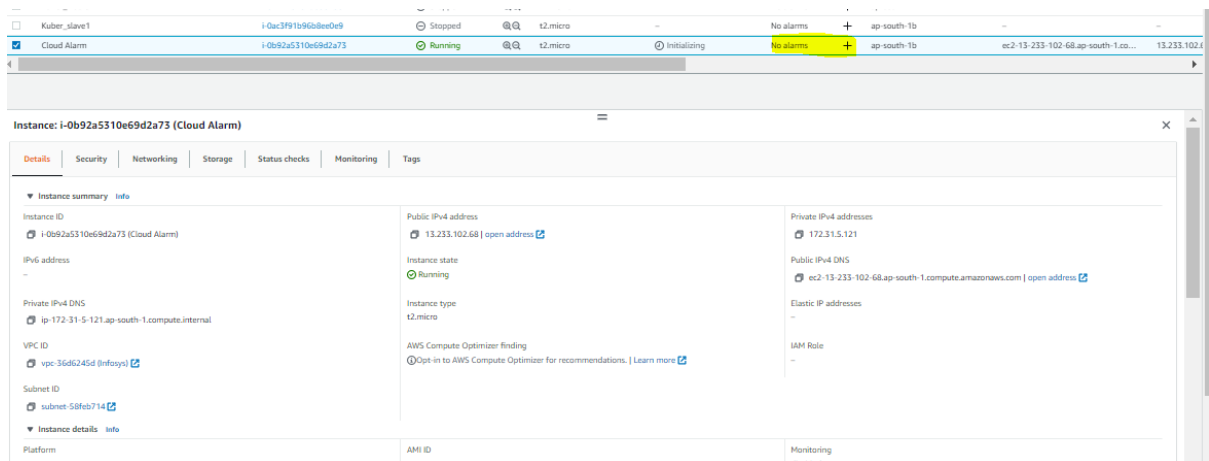 Kuber_slave1 i-0ac3f91b96b8ee0e9 Stopped t2.micro – No alarms + ap-south-1b – –
Cloud Alarm i-0b92a5310e69d2a73 Running t2.micro Initializing No alarms + ap-south-1b ec2-13-233-102-68.ap-south-1.co... 13.233.102.6
Instance: i-0b92a5310e69d2a73 (Cloud Alarm)
Details Security Networking Storage Status checks Monitoring Tags
Instance summary Info
Instance ID Public IPv4 address Private IPv4 addresses
i-0b92a5310e69d2a73 (Cloud Alarm) 13.233.102.68 | open address 172.31.5.121
IPv6 address Instance state Public IPv4 DNS
– Running ec2-13-233-102-68.ap-south-1.compute.amazonaws.com | open address
Private IPv4 DNS Instance type Elastic IP addresses
ip-172-31-5-121.ap-south-1.compute.internal t2.micro –
VPC ID AWS Compute Optimizer finding IAM Role
vpc-36d6245d (Infosys) Opt-in to AWS Compute Optimizer for recommendations. | Learn more –
Subnet ID
subnet-58feb714
Instance details Info
Platform AMI ID Monitoring